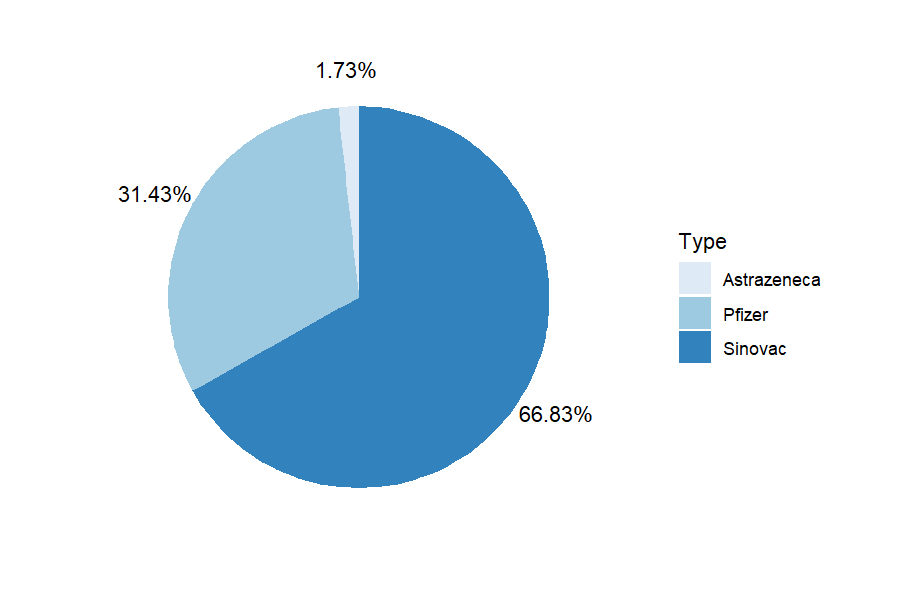 1.73%
31.43%
66.83%
Type
Astrazeneca
Pfizer
Sinovac